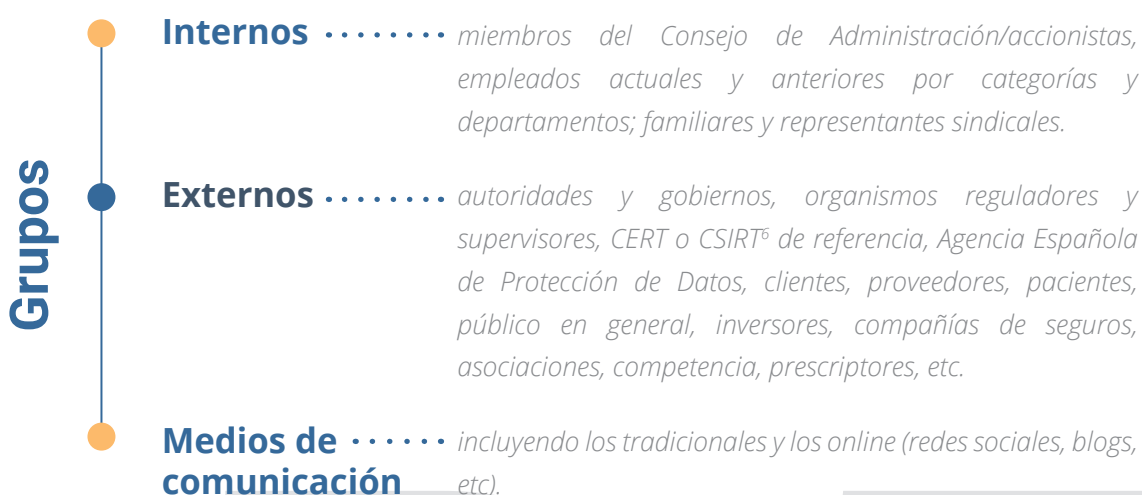 Grupos
Internos
miembros del Consejo de Administración/accionistas,
empleados actuales y anteriores por categorías y
departamentos; familiares y representantes sindicales.
Externos
autoridades y gobiernos, organismos reguladores y
supervisores, CERT o CSIRT⁶ de referencia, Agencia Española
de Protección de Datos, clientes, proveedores, pacientes,
público en general, inversores, compañías de seguros,
asociaciones, competencia, prescriptores, etc.
Medios de
comunicación
incluyendo los tradicionales y los online (redes sociales, blogs,
etc).